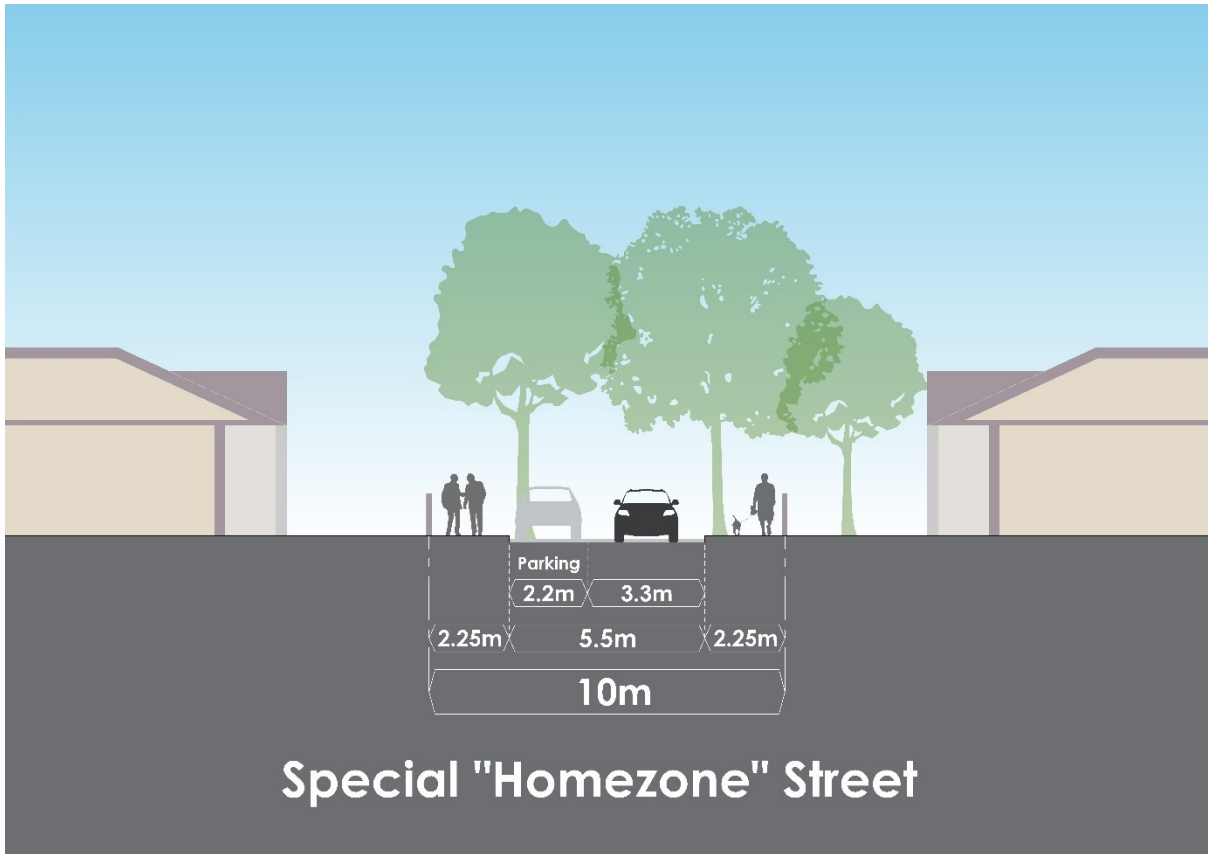 Parking
2.2m 3.3m
2.25m 5.5m 2.25m
10m
Special "Homezone" Street